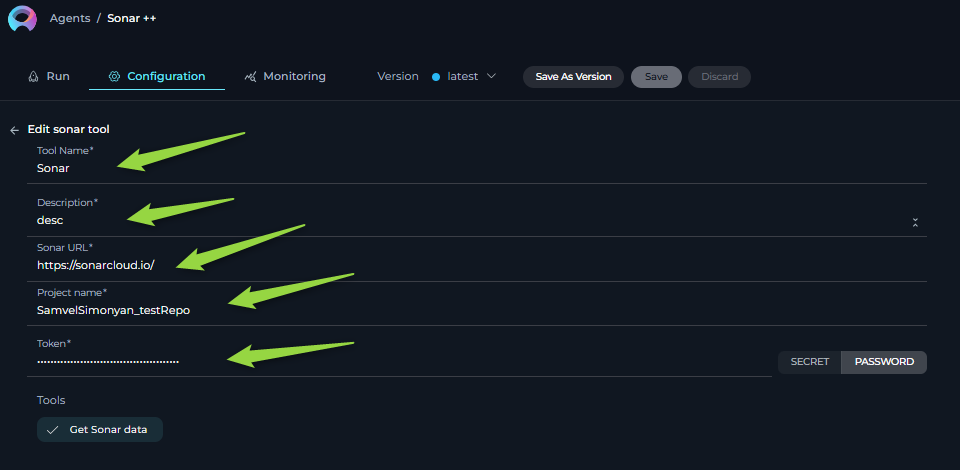 Agents / Sonar ++
Run Configuration Monitoring Version latest Save As Version Save Discard
Edit sonar tool
Tool Name*
Sonar
Description*
desc
Sonar URL*
https://sonarcloud.io/
Project name*
SamvelSimonyan_testRepo
Token*
••••••••••••••••••••••••••••••••••••••••
SECRET PASSWORD
Tools
Get Sonar data